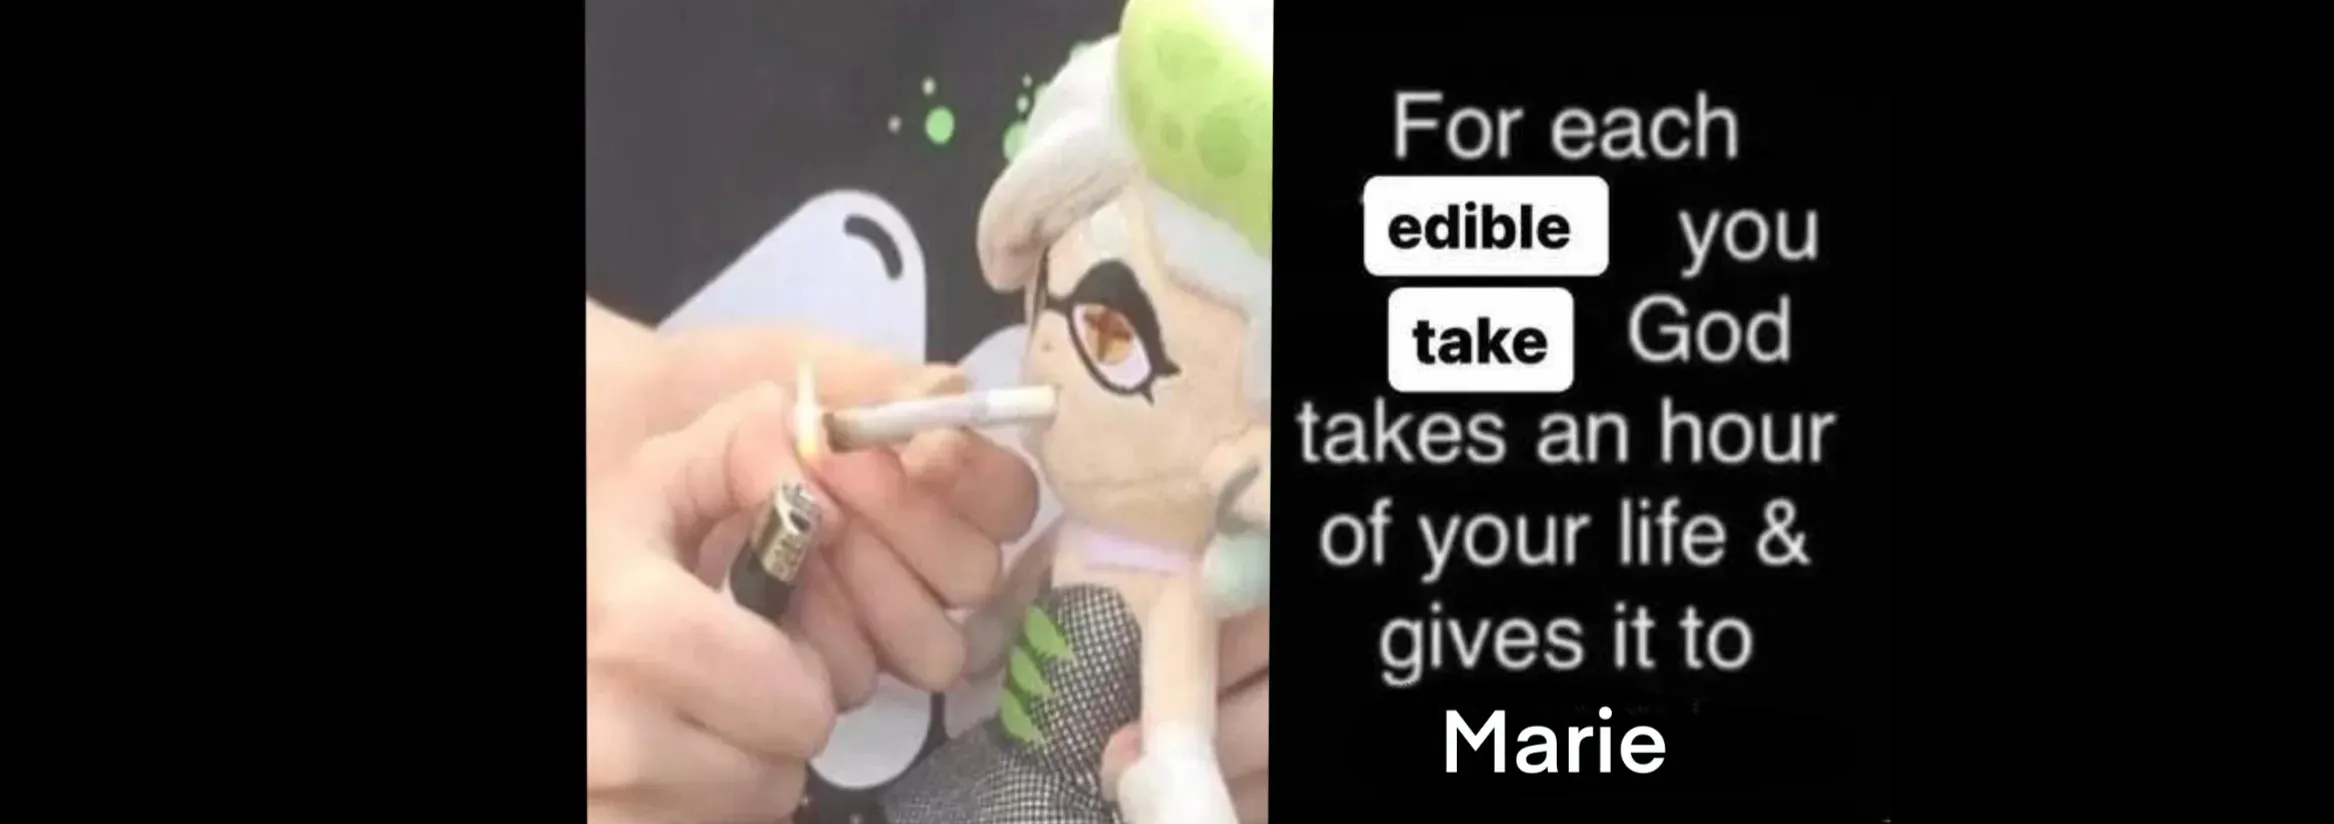 For each
edible you
take God
takes an hour
of your life &
gives it to
Marie